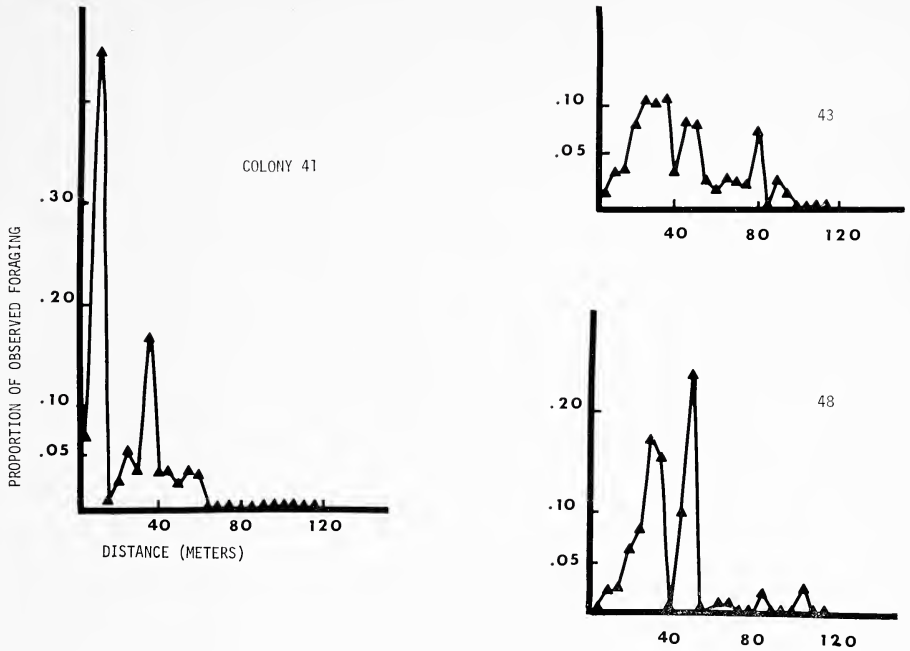 PROPORTION OF OBSERVED FORAGING
COLONY 41
.30
.20
.10
.05
40 80 120
DISTANCE (METERS)
43
.10
.05
40 80 120
48
.20
.10
.05
40 80 120